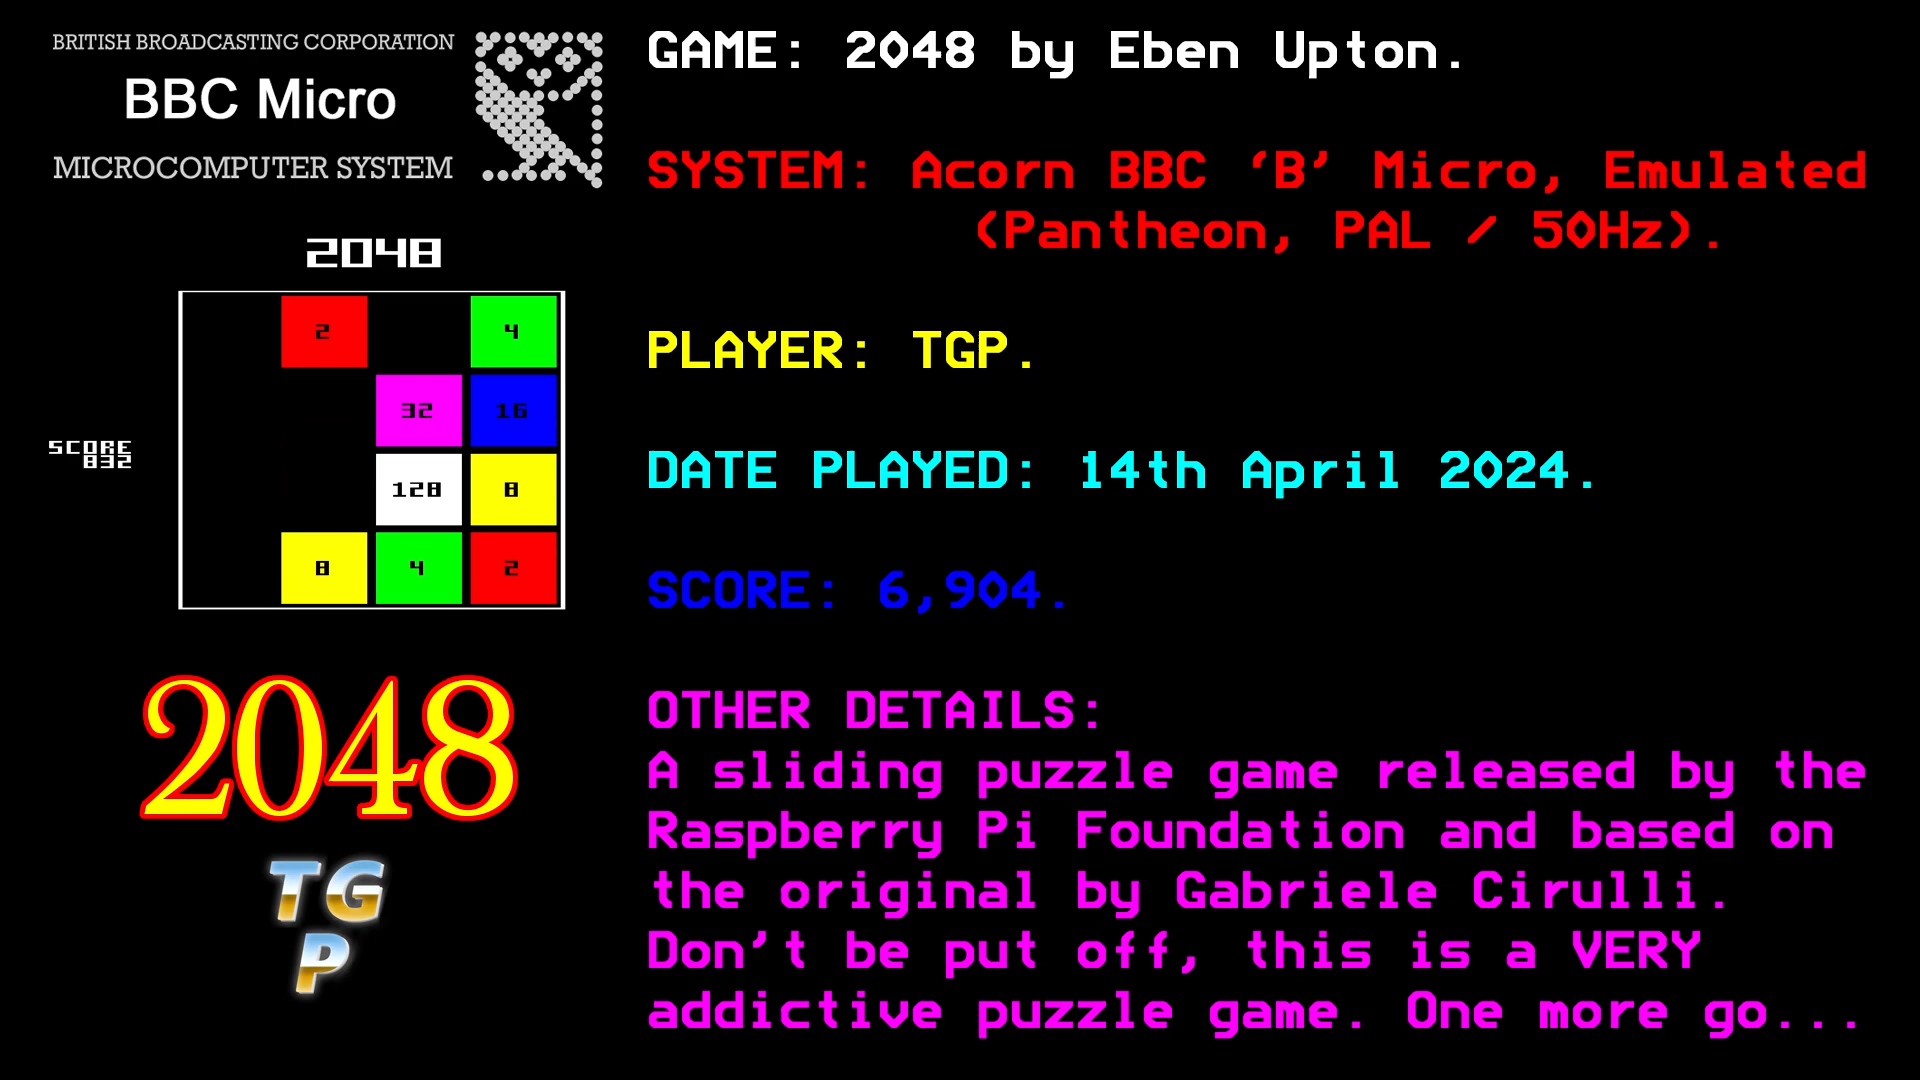 BRITISH BROADCASTING CORPORATION
BBC Micro
MICROCOMPUTER SYSTEM
2048
2 4
32 16
SCORE
832
128 8
8 4 2
2048
TG
P
GAME: 2048 by Eben Upton.
SYSTEM: Acorn BBC ‘B’ Micro, Emulated
(Pantheon, PAL / 50Hz).
PLAYER: TGP.
DATE PLAYED: 14th April 2024.
SCORE: 6,904.
OTHER DETAILS:
A sliding puzzle game released by the
Raspberry Pi Foundation and based on
the original by Gabriele Cirulli.
Don’t be put off, this is a VERY
addictive puzzle game. One more go...